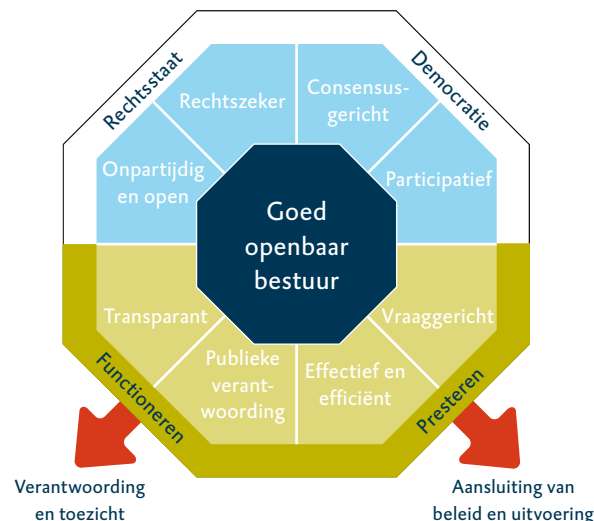 Rechtsstaat
Democratie
Rechtszeker
Consensus-
gericht
Onpartijdig
en open
Participatief
Goed
openbaar
bestuur
Transparant
Vraaggericht
Publieke
verant-
woording
Effectief en
efficiënt
Functioneren
Presteren
Verantwoording
en toezicht
Aansluiting van
beleid en uitvoering